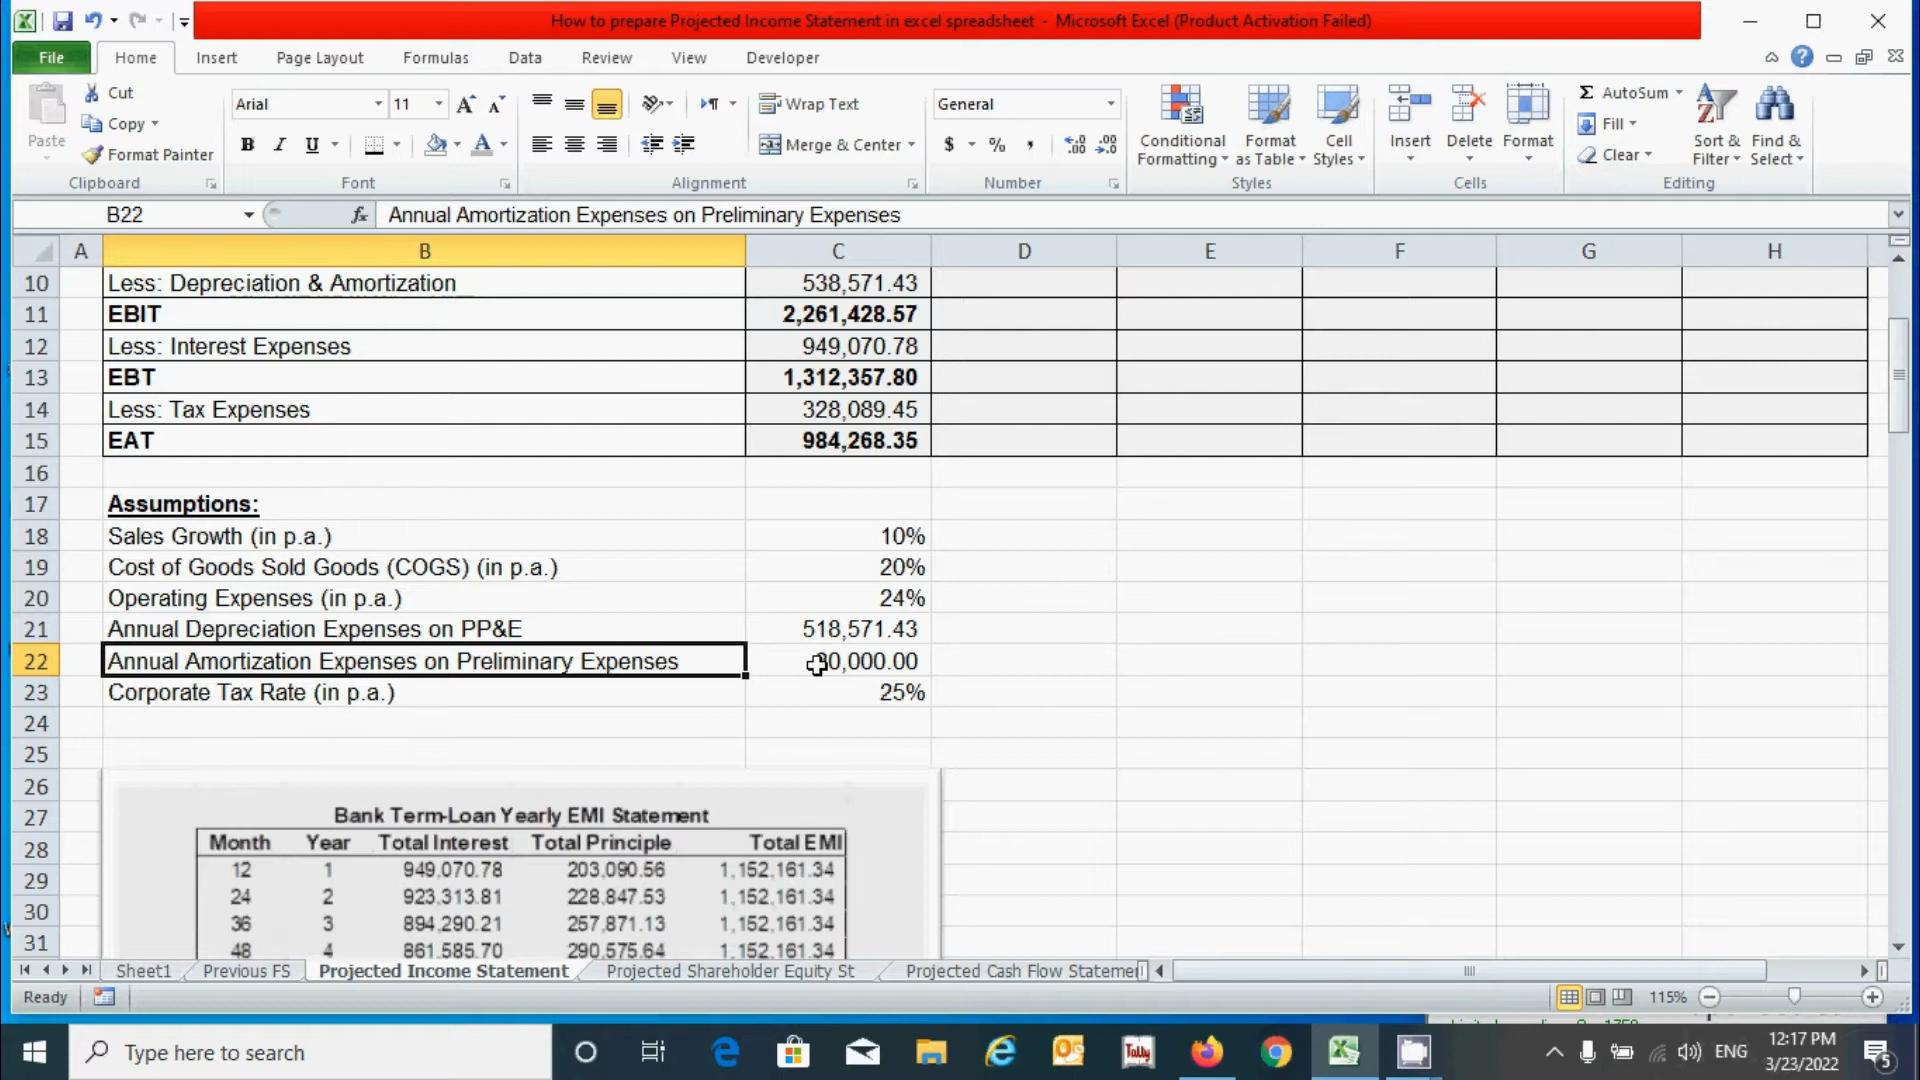 How to prepare Projected Income Statement in excel spreadsheet - Microsoft Excel (Product Activation Failed)
File Home Insert Page Layout Formulas Data Review View Developer
Paste
Cut
Copy
Format Painter
Clipboard
Arial 11
B I U
Font
Wrap Text
Merge & Center
Alignment
General
$ % ,
Number
Conditional Formatting
Format as Table
Cell Styles
Styles
Insert Delete Format
Cells
Σ AutoSum
Fill
Clear
Sort & Filter
Find & Select
Editing
B22 fx Annual Amortization Expenses on Preliminary Expenses
A B C D E F G H
10 Less: Depreciation & Amortization 538,571.43
11 EBIT 2,261,428.57
12 Less: Interest Expenses 949,070.78
13 EBT 1,312,357.80
14 Less: Tax Expenses 328,089.45
15 EAT 984,268.35
16
17 Assumptions:
18 Sales Growth (in p.a.) 10%
19 Cost of Goods Sold Goods (COGS) (in p.a.) 20%
20 Operating Expenses (in p.a.) 24%
21 Annual Depreciation Expenses on PP&E 518,571.43
22 Annual Amortization Expenses on Preliminary Expenses
23 Corporate Tax Rate (in p.a.) 25%
24
25
26
27
28
29
30
31
Bank Term-Loan Yearly EMI Statement
Month Year Total Interest Total Principle Total EMI
12 1 949,070.78 203,090.56 1,152,161.34
24 2 923,313.81 228,847.53 1,152,161.34
36 3 894,290.21 257,871.13 1,152,161.34
48 4 861,585.70 290,575.64 1,152,161.34
Sheet1 Previous FS Projected Income Statement Projected Shareholder Equity St Projected Cash Flow Statemen
Ready 115%
Type here to search
Tally
ENG
12:17 PM
3/23/2022
5